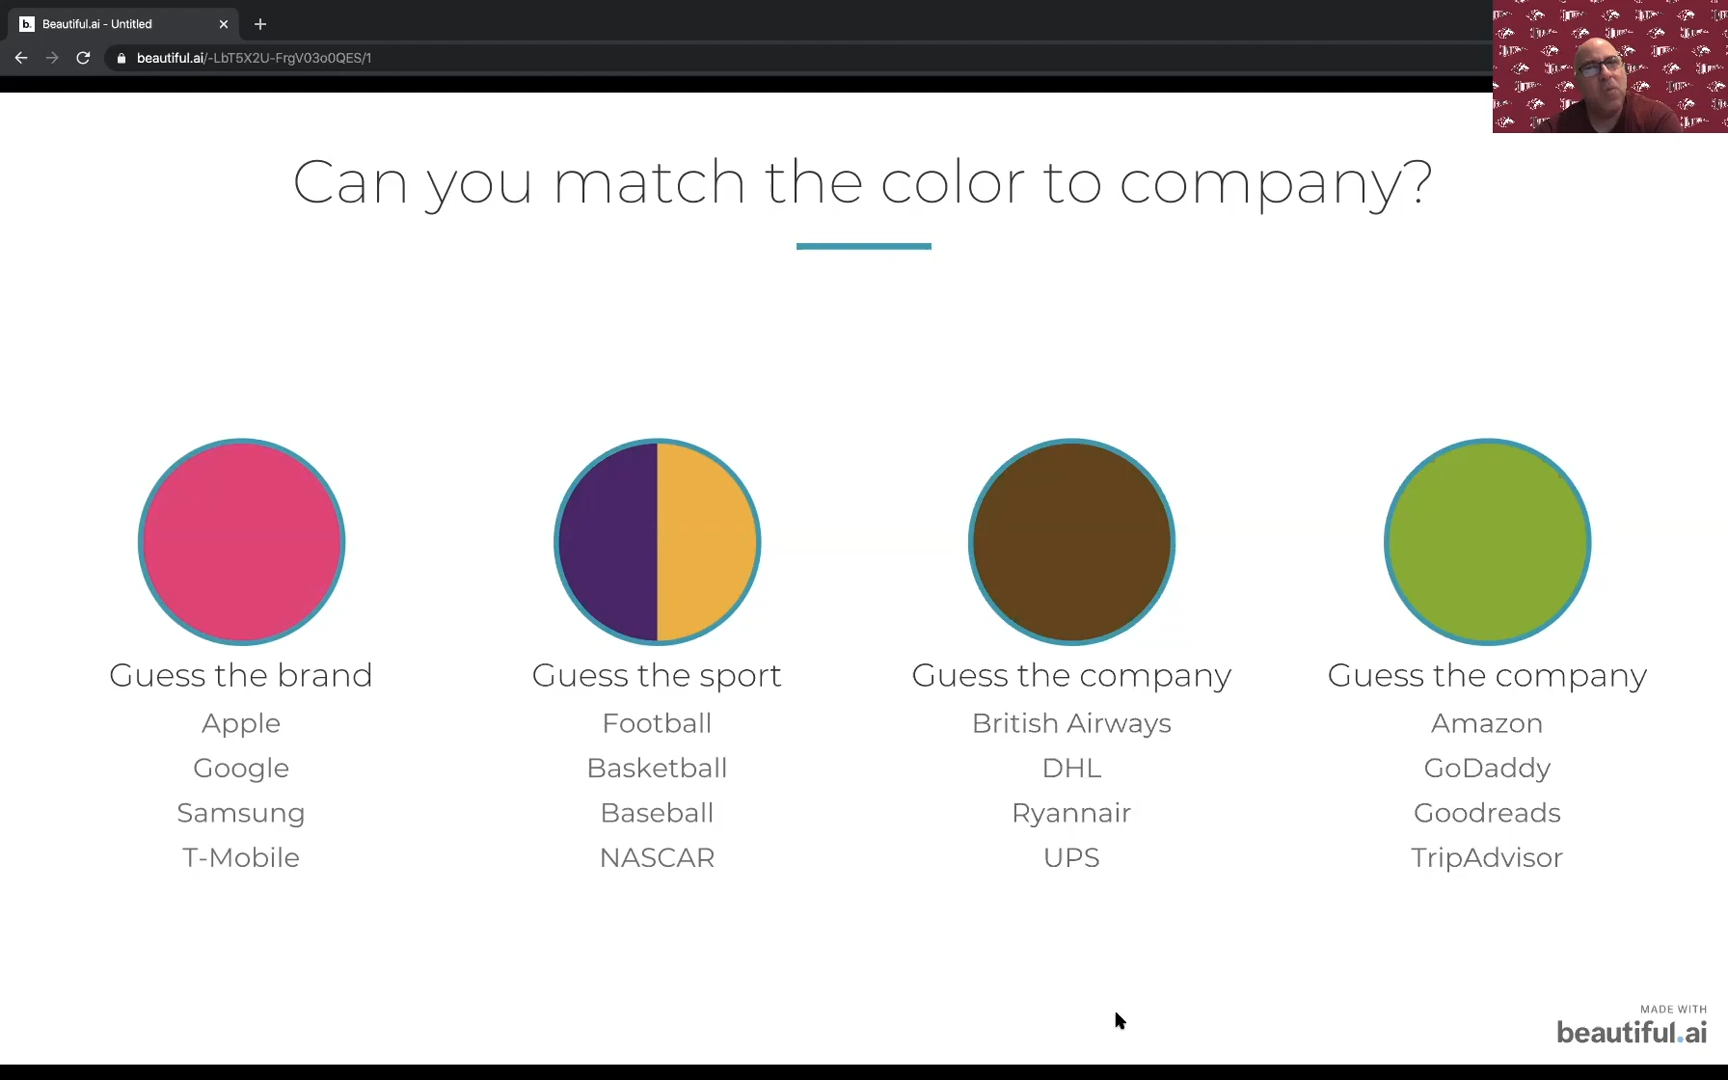 Beautiful.ai - Untitled
beautiful.ai/-LbT5X2U-FrgV03o0QES/1
Can you match the color to company?
Guess the brand
Apple
Google
Samsung
T-Mobile
Guess the sport
Football
Basketball
Baseball
NASCAR
Guess the company
British Airways
DHL
Ryannair
UPS
Guess the company
Amazon
GoDaddy
Goodreads
TripAdvisor
MADE WITH
beautiful.ai